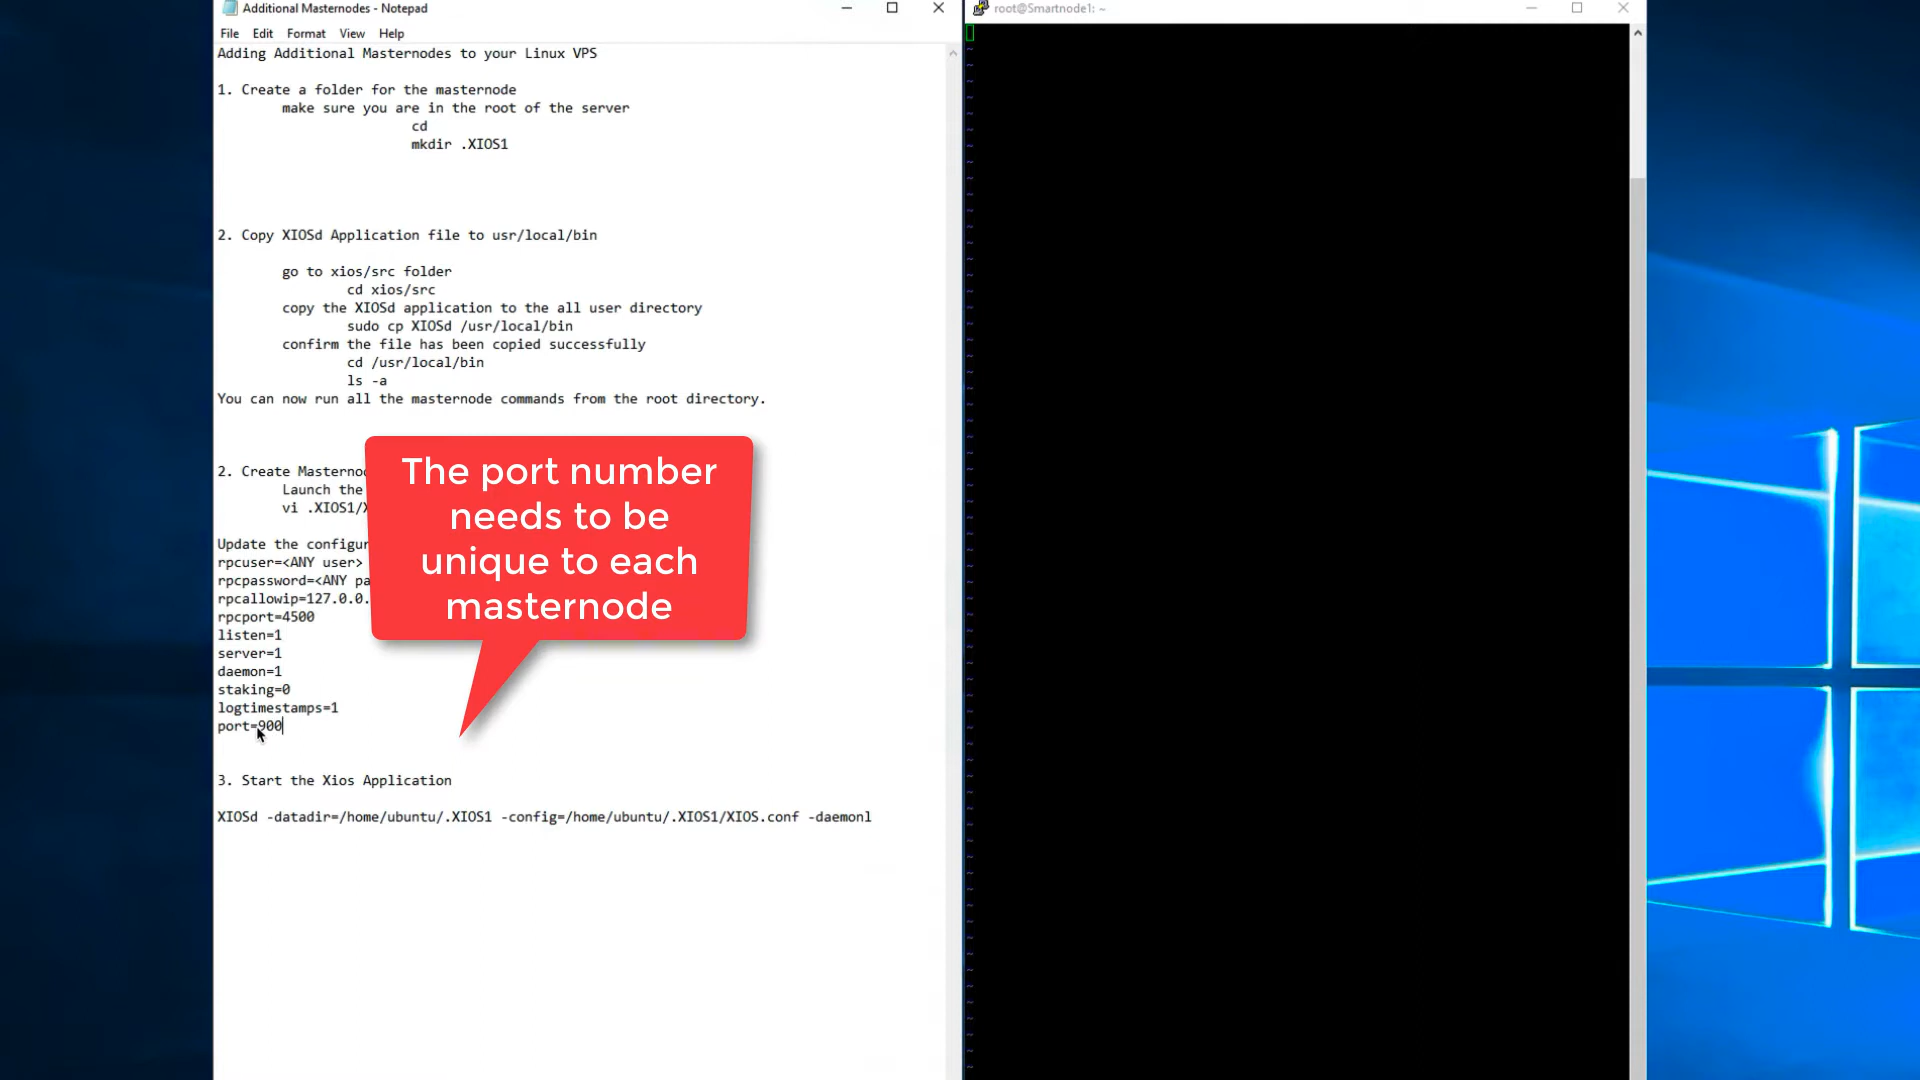 Additional Masternodes - Notepad
File Edit Format View Help
Adding Additional Masternodes to your Linux VPS
1. Create a folder for the masternode
make sure you are in the root of the server
cd
mkdir .XIOS1
2. Copy XIOSd Application file to usr/local/bin
go to xios/src folder
cd xios/src
copy the XIOSd application to the all user directory
sudo cp XIOSd /usr/local/bin
confirm the file has been copied successfully
cd /usr/local/bin
ls -a
You can now run all the masternode commands from the root directory.
2. Create Masterno
Launch the
vi .XIOS1/
Update the configur
rpcuser=<ANY user>
rpcpassword=<ANY pa
rpcallowip=127.0.0.
rpcport=4500
listen=1
server=1
daemon=1
staking=0
logtimestamps=1
port=900
3. Start the Xios Application
XIOSd -datadir=/home/ubuntu/.XIOS1 -config=/home/ubuntu/.XIOS1/XIOS.conf -daemonl
The port number
needs to be
unique to each
masternode
root@Smartnode1: ~